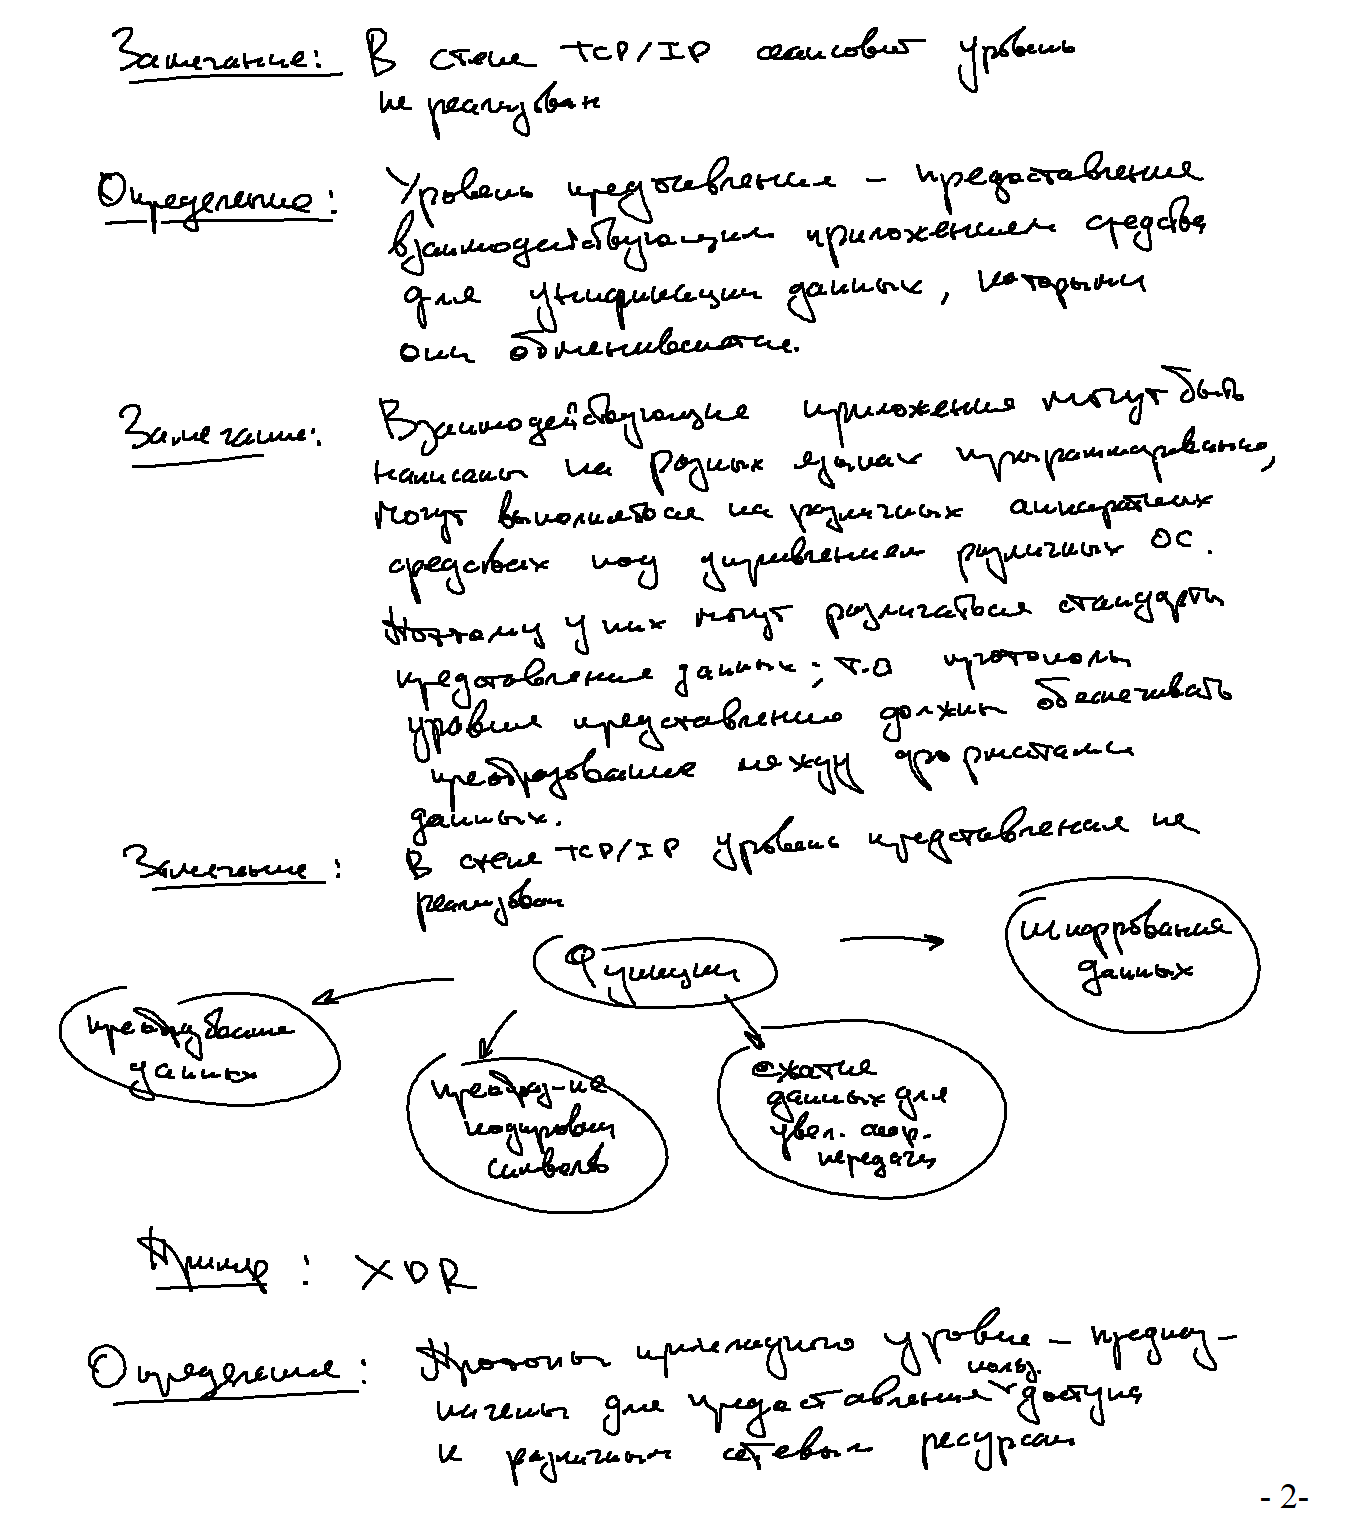 Замечание: В стеке TCP/IP сеансовый уровень
не реализован
Определение: Уровень представления – предоставление
взаимодействующим приложениям средства
для унификации данных, которыми
они обмениваются.
Замечание: Взаимодействующие приложения могут быть
написаны на разных языках программирования,
могут выполняться на различных аппаратных
средствах под управлением различных ОС.
Поэтому у них могут различаться стандарты
представления данных; т.о протоколы
уровня представления должны обеспечивать
преобразование между форматами
данных.
Замечание: В стеке TCP/IP уровень представления не
реализован
Функции
шифрования
данных
преобразование
данных
преобраз-ие
кодировки
символов
сжатие
данных для
увел. скор.
передачи
Пример: XDR
Определение: Протоколы прикладного уровня – предназ-
начены для предоставления польз. доступа
к различным сетевым ресурсам
- 2-